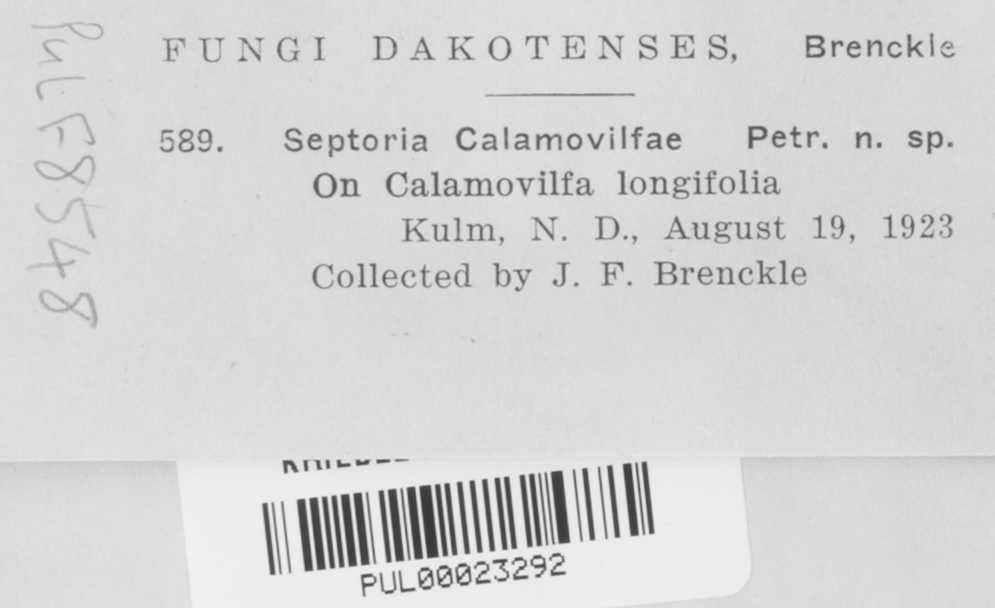 FUNGI DAKOTENSES, Brenckle
589. Septoria Calamovilfae Petr. n. sp.
On Calamovilfa longifolia
Kulm, N. D., August 19, 1923
Collected by J. F. Brenckle
PUL F8548
PUL00023292